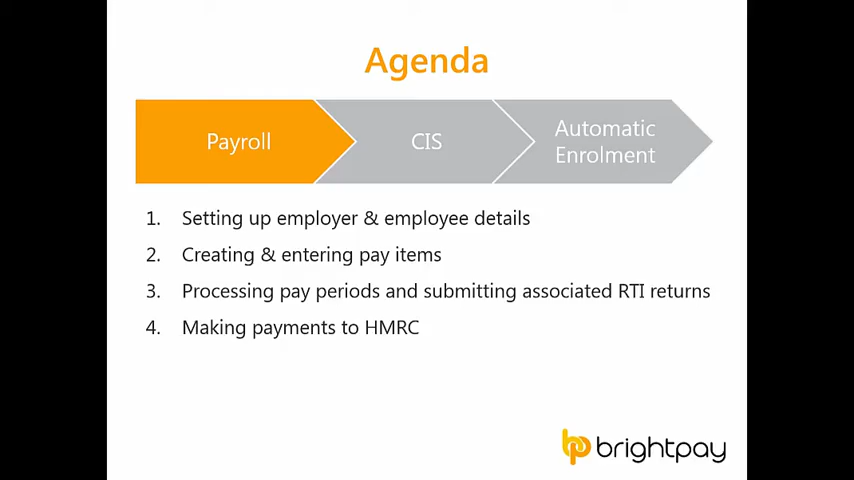 Agenda
Payroll
CIS
Automatic
Enrolment
1. Setting up employer & employee details
2. Creating & entering pay items
3. Processing pay periods and submitting associated RTI returns
4. Making payments to HMRC
brightpay